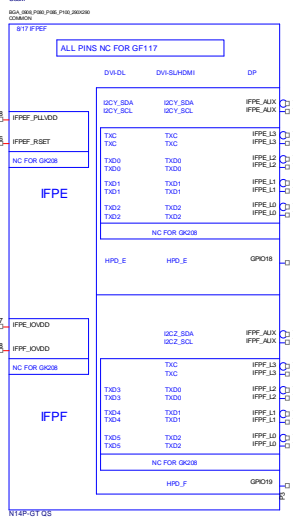 BGA_0908_P080_P085_P100_290X290
COMMON
8/17 IFPEF
ALL PINS NC FOR GF117
DVI-DL DVI-SL/HDMI DP
I2CY_SDA I2CY_SDA IFPE_AUX
I2CY_SCL I2CY_SCL IFPE_AUX
IFPEF_PLLVDD
TXC TXC IFPE_L3
TXC TXC IFPE_L3
IFPEF_RSET
NC FOR GK208
TXD0 TXD0 IFPE_L2
TXD0 TXD0 IFPE_L2
TXD1 TXD1 IFPE_L1
TXD1 TXD1 IFPE_L1
IFPE
TXD2 TXD2 IFPE_L0
TXD2 TXD2 IFPE_L0
NC FOR GK208
HPD_E HPD_E GPIO18
IFPE_IOVDD
I2CZ_SDA IFPF_AUX
I2CZ_SCL IFPF_AUX
IFPF_IOVDD
NC FOR GK208
TXC IFPF_L3
TXC IFPF_L3
TXD3 TXD0 IFPF_L2
TXD3 TXD0 IFPF_L2
IFPF
TXD4 TXD1 IFPF_L1
TXD4 TXD1 IFPF_L1
TXD5 TXD2 IFPF_L0
TXD5 TXD2 IFPF_L0
NC FOR GK208
HPD_F GPIO19
N14P-GT QS